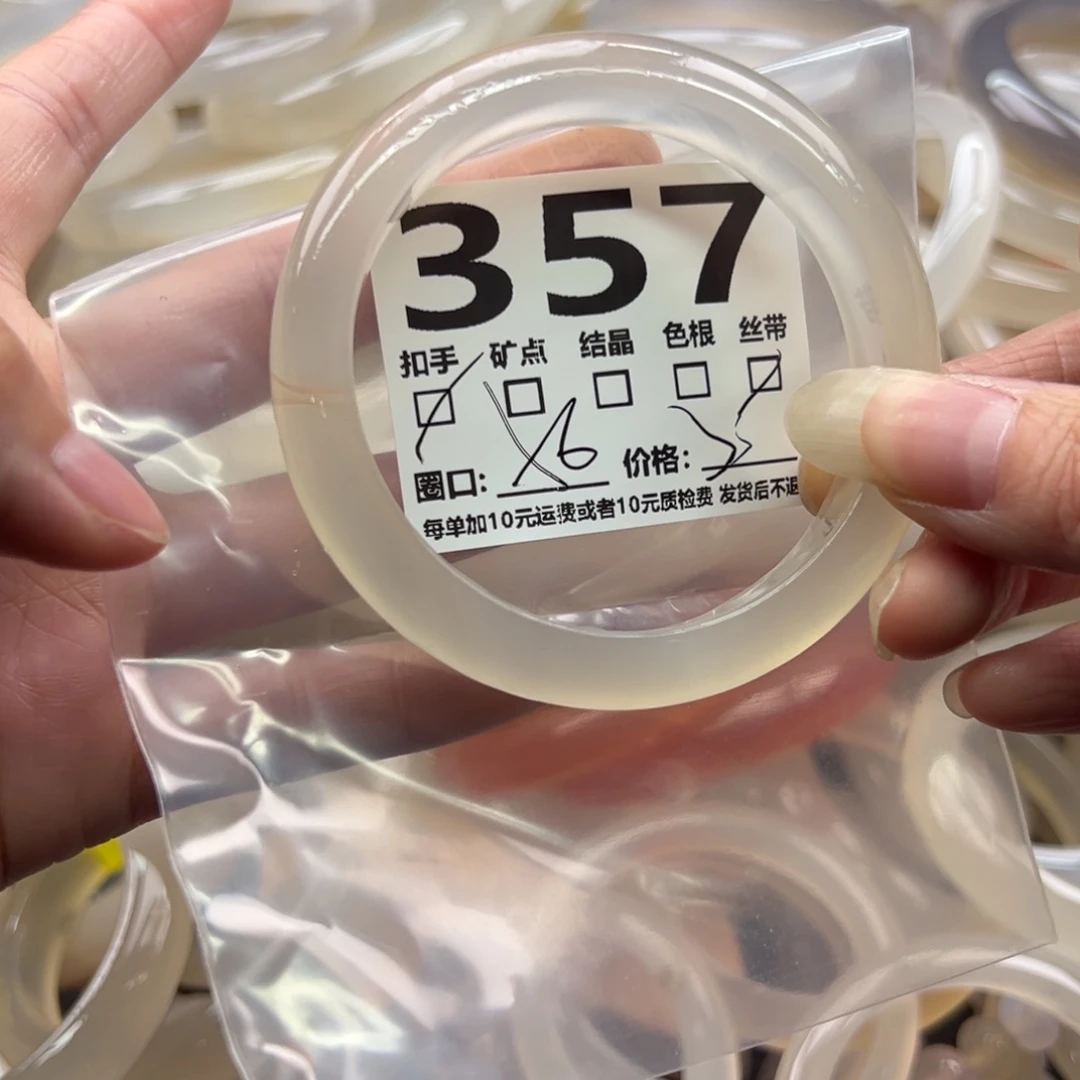 357
扣手 矿点 结晶 色根 丝带
圈口: 价格:
每单加10元运费或者10元质检费 发货后不退